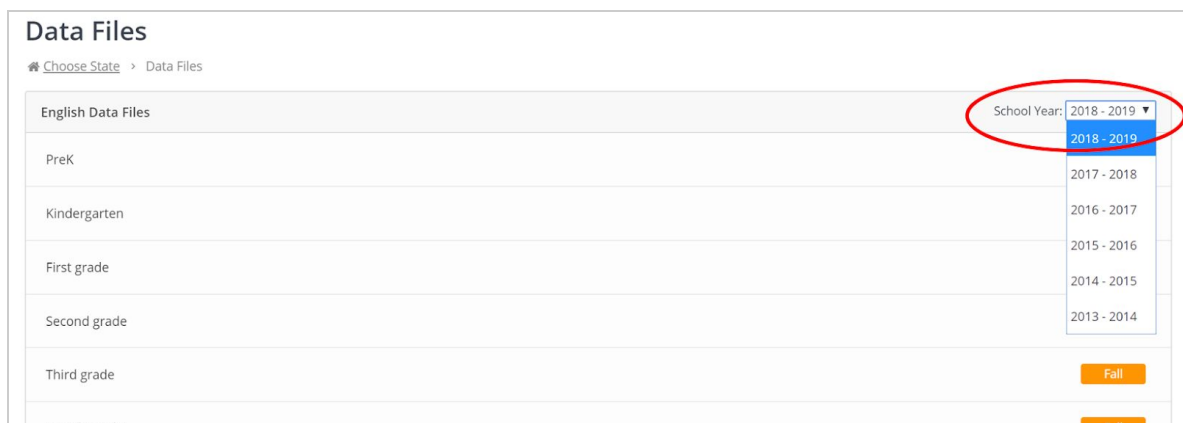 Data Files
Choose State > Data Files
English Data Files
School Year: 2018 - 2019 ▼
2018 - 2019
PreK
2017 - 2018
Kindergarten
2016 - 2017
2015 - 2016
First grade
2014 - 2015
Second grade
2013 - 2014
Third grade
Fall